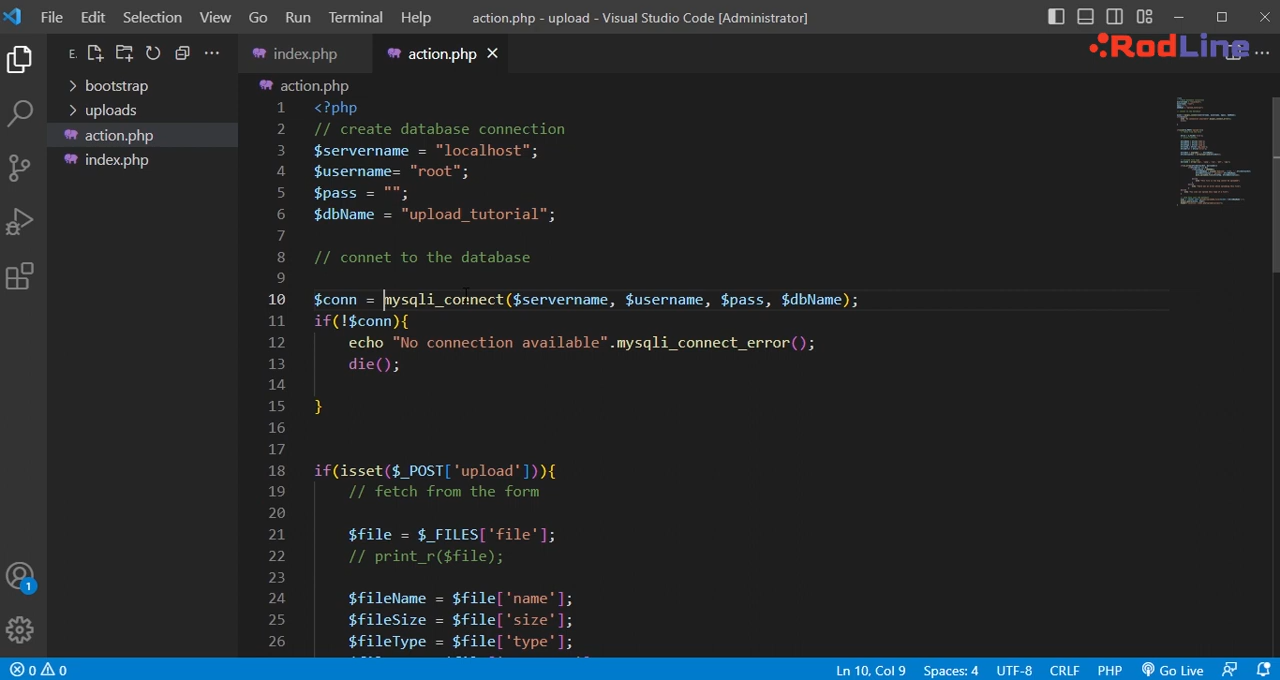 File Edit Selection View Go Run Terminal Help action.php - upload - Visual Studio Code [Administrator]
RodLine
E.
index.php
action.php
bootstrap
uploads
action.php
index.php
action.php
1 <?php
2 // create database connection
3 $servername = "localhost";
4 $username= "root";
5 $pass = "";
6 $dbName = "upload_tutorial";
7
8 // connet to the database
9
10 $conn = mysqli_connect($servername, $username, $pass, $dbName);
11 if(!$conn){
12 echo "No connection available".mysqli_connect_error();
13 die();
14
15 }
16
17
18 if(isset($_POST['upload'])){
19 // fetch from the form
20
21 $file = $_FILES['file'];
22 // print_r($file);
23
24 $fileName = $file['name'];
25 $fileSize = $file['size'];
26 $fileType = $file['type'];
1
0 0 Ln 10, Col 9 Spaces: 4 UTF-8 CRLF PHP Go Live